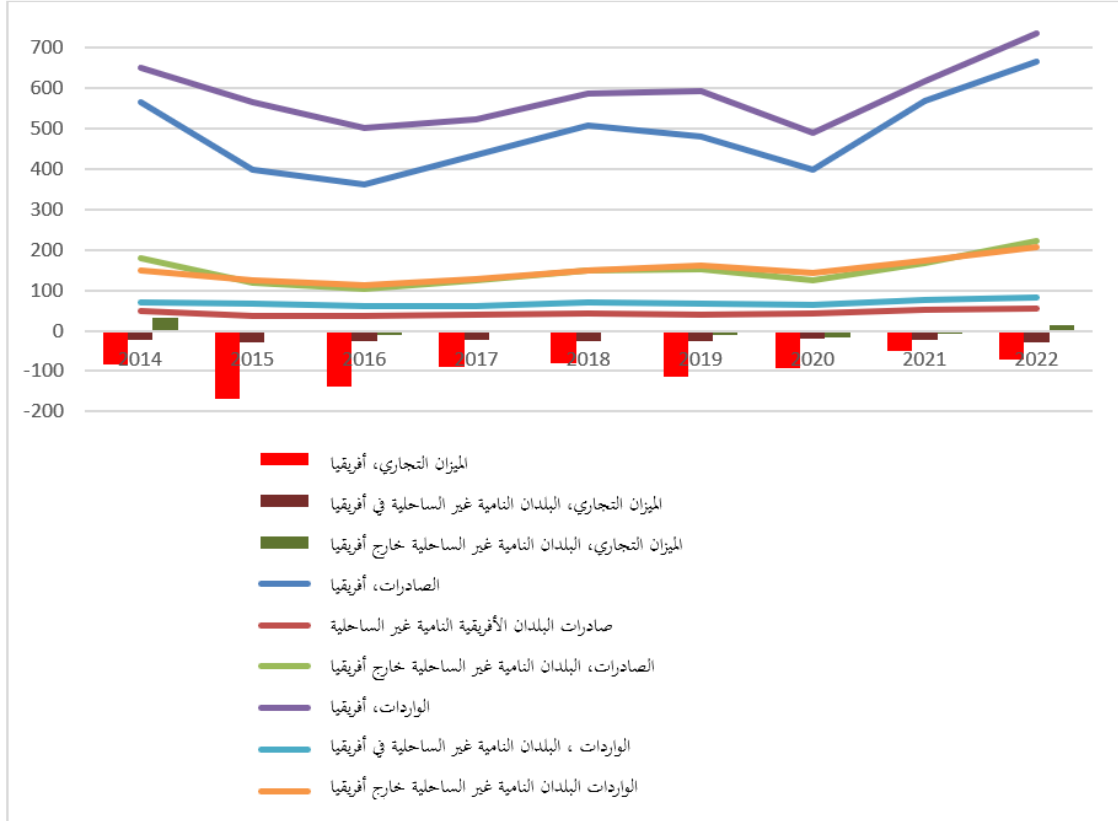 700
600
500
400
300
200
100
0
-100
-200
2014 2015 2016 2017 2018 2019 2020 2021 2022
الميزان التجاري، أفريقيا
الميزان التجاري، البلدان النامية غير الساحلية في أفريقيا
الميزان التجاري، البلدان النامية غير الساحلية خارج أفريقيا
الصادرات، أفريقيا
صادرات البلدان الأفريقية النامية غير الساحلية
الصادرات، البلدان النامية غير الساحلية خارج أفريقيا
الواردات، أفريقيا
الواردات ، البلدان النامية غير الساحلية في أفريقيا
الواردات البلدان النامية غير الساحلية خارج أفريقيا